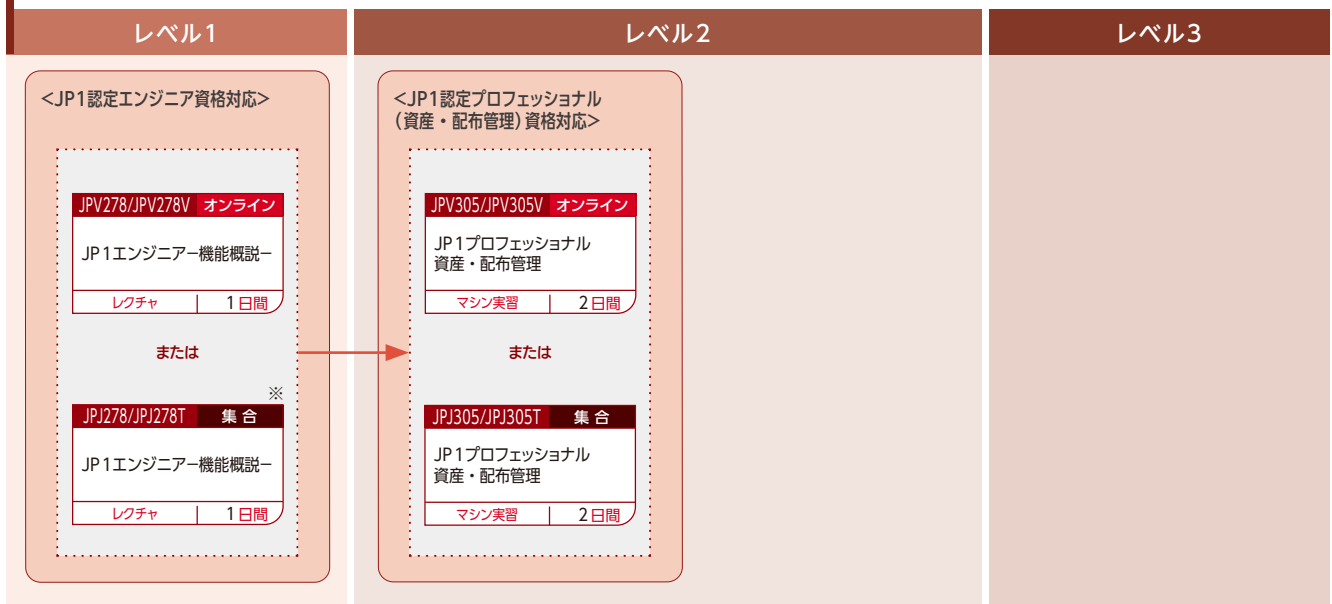 レベル1
レベル2
レベル3
<JP1認定エンジニア資格対応>
JPV278/JPV278V オンライン
JP1エンジニア－機能概説－
レクチャ 1日間
または
※
JPJ278/JPJ278T 集合
JP1エンジニア－機能概説－
レクチャ 1日間
<JP1認定プロフェッショナル
（資産・配布管理）資格対応>
JPV305/JPV305V オンライン
JP1プロフェッショナル
資産・配布管理
マシン実習 2日間
または
JPJ305/JPJ305T 集合
JP1プロフェッショナル
資産・配布管理
マシン実習 2日間